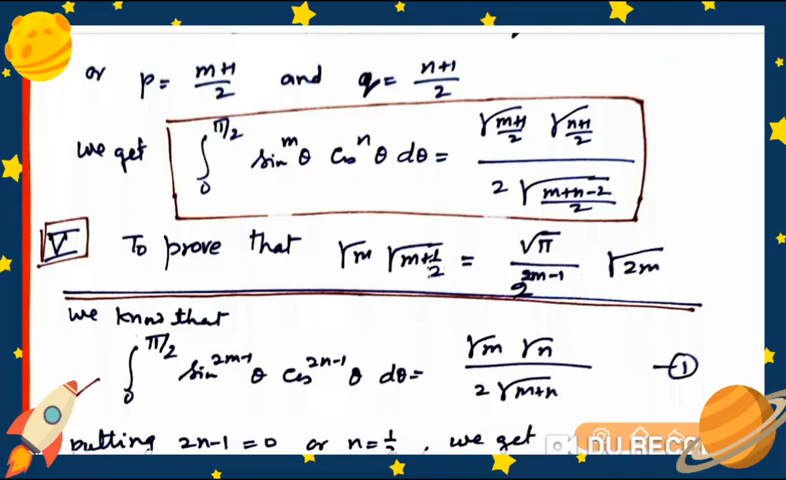 or p = m+1/2 and q = n+1/2
we get ∫₀^π/2 sin^m θ cos^n θ dθ = Γ(m+1/2) Γ(n+1/2) / 2 Γ(m+n-2/2)
V To prove that Γm Γm+1/2 = √π / 2^2m-1 Γ2m
we know that
∫₀^π/2 sin^2m-1 θ cos^2n-1 θ dθ = Γm Γn / 2 Γm+n —①
putting 2n-1 = 0 or n = 1/2, we get
DU RECO